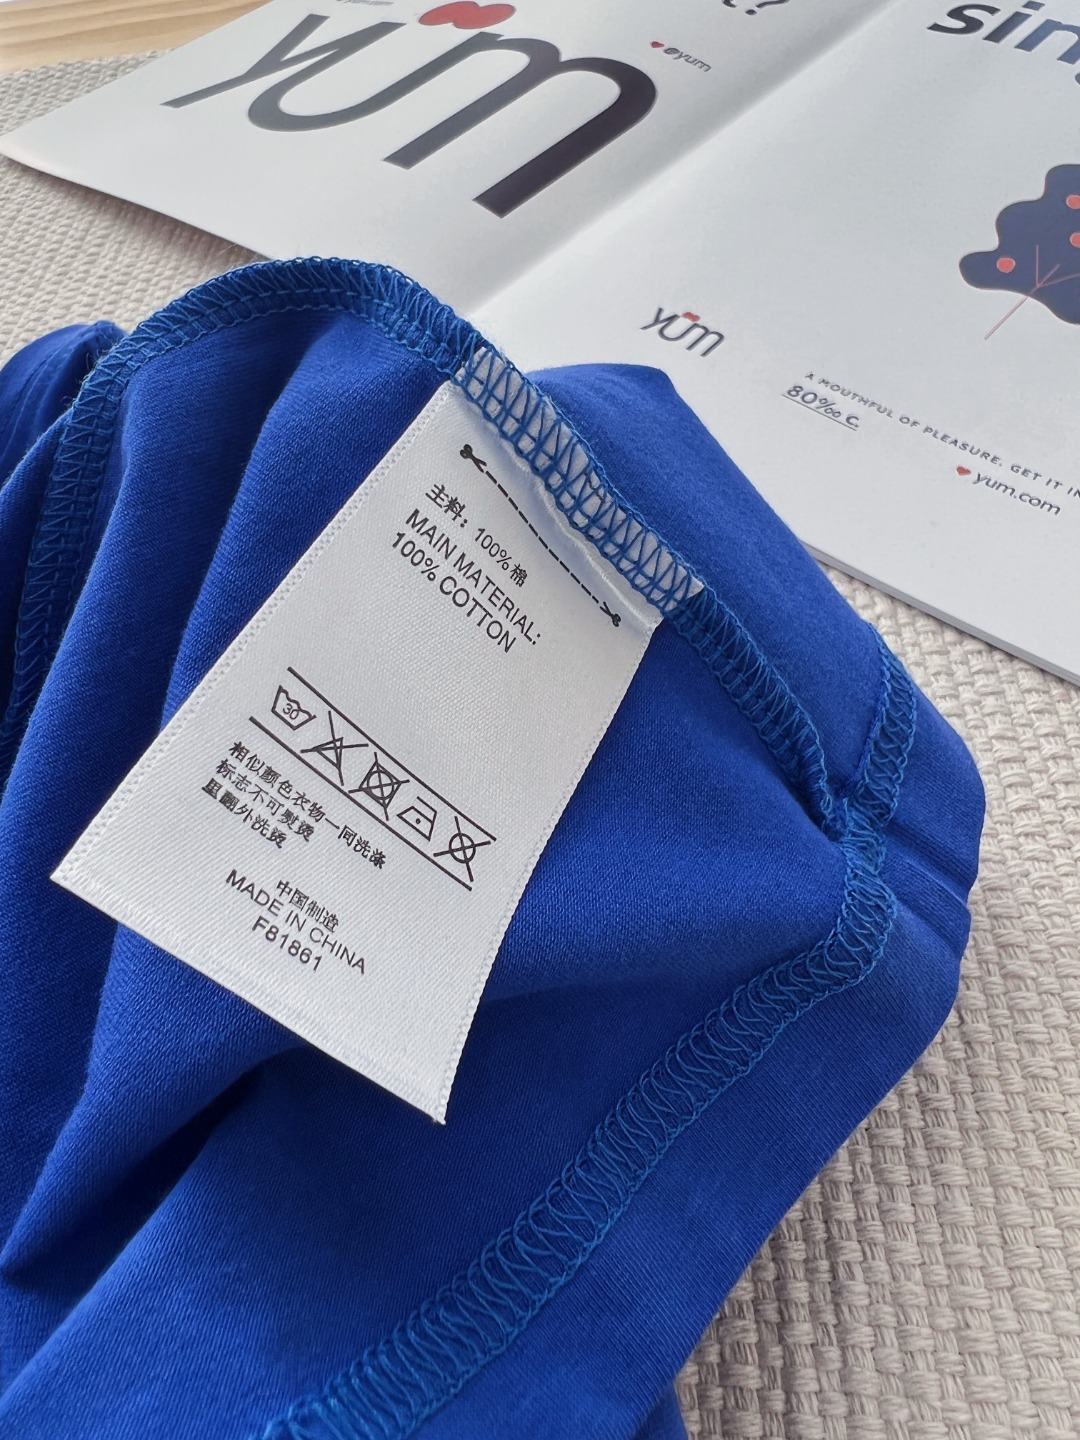 yum
@yum
yum
A MOUTHFUL OF PLEASURE. GET IT IN
80‰ C
yum.com
主料：100%棉
MAIN MATERIAL:
100% COTTON
30
相似颜色衣物一同洗涤
标志不可熨烫
里翻外洗烫
中国制造
MADE IN CHINA
F81861